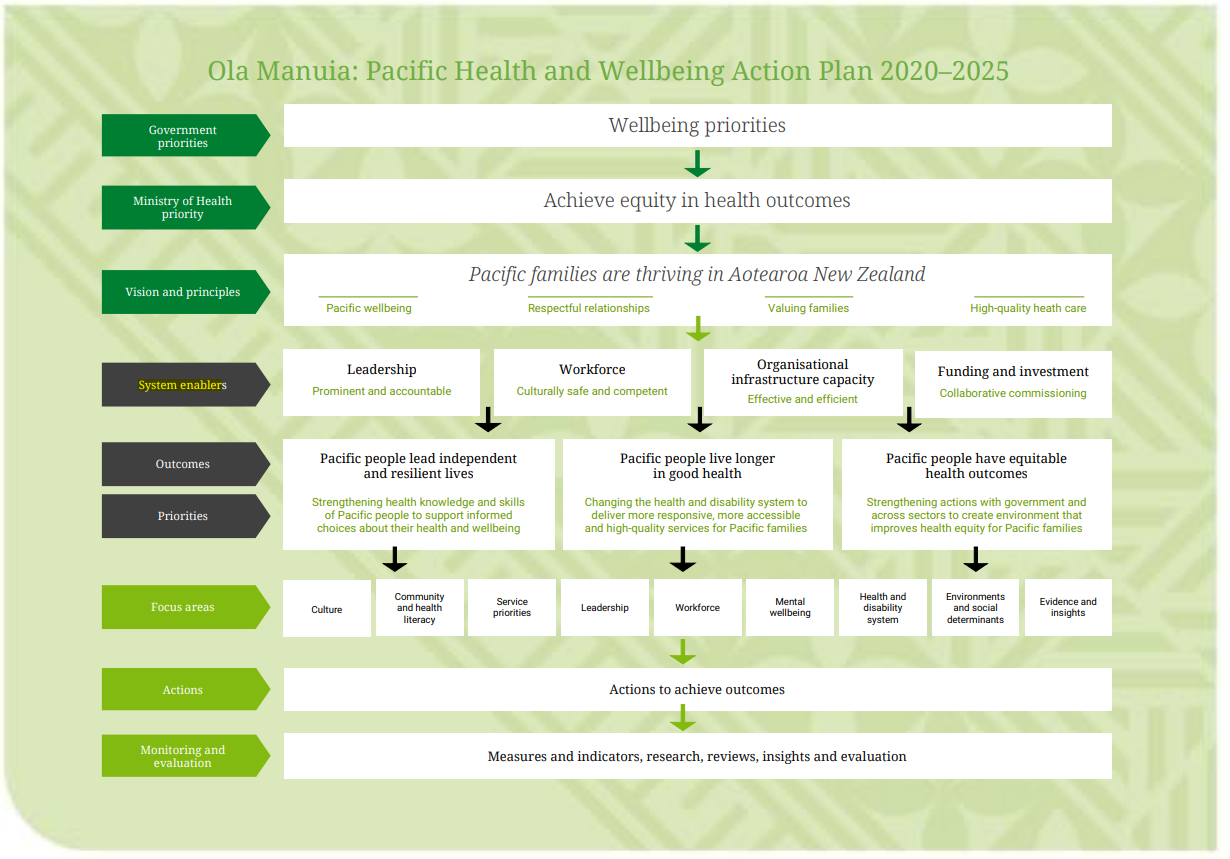 Ola Manuia: Pacific Health and Wellbeing Action Plan 2020–2025
Government
priorities
Wellbeing priorities
Ministry of Health
priority
Achieve equity in health outcomes
Vision and principles
Pacific families are thriving in Aotearoa New Zealand
Pacific wellbeing
Respectful relationships
Valuing families
High-quality heath care
System enablers
Leadership
Prominent and accountable
Workforce
Culturally safe and competent
Organisational
infrastructure capacity
Effective and efficient
Funding and investment
Collaborative commissioning
Outcomes
Priorities
Pacific people lead independent
and resilient lives
Strengthening health knowledge and skills
of Pacific people to support informed
choices about their health and wellbeing
Pacific people live longer
in good health
Changing the health and disability system to
deliver more responsive, more accessible
and high-quality services for Pacific families
Pacific people have equitable
health outcomes
Strengthening actions with government and
across sectors to create environment that
improves health equity for Pacific families
Focus areas
Culture
Community
and health
literacy
Service
priorities
Leadership
Workforce
Mental
wellbeing
Health and
disability
system
Environments
and social
determinants
Evidence and
insights
Actions
Actions to achieve outcomes
Monitoring and
evaluation
Measures and indicators, research, reviews, insights and evaluation